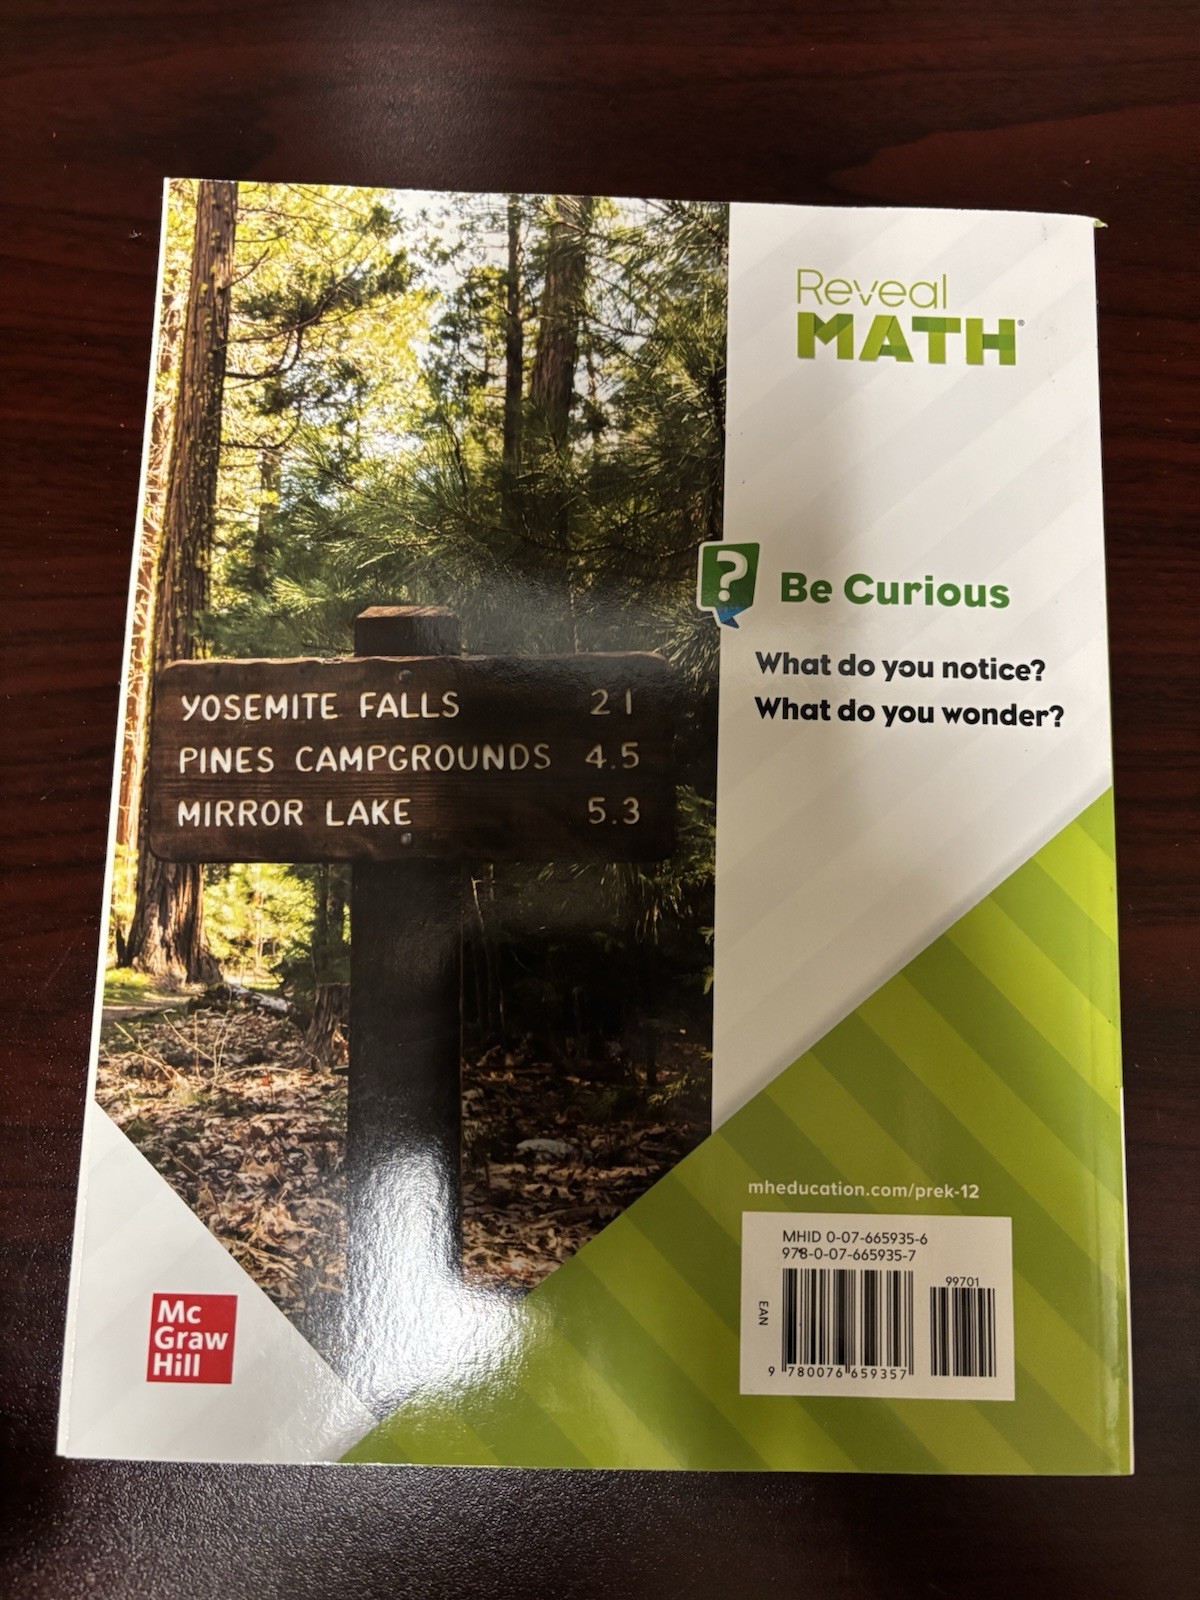 Reveal
MATH®
? Be Curious
What do you notice?
What do you wonder?
YOSEMITE FALLS 2 1
PINES CAMPGROUNDS 4.5
MIRROR LAKE 5.3
mheducation.com/prek-12
MHID 0-07-665935-6
978-0-07-665935-7
99701
EAN
9 780076 659357
Mc
Graw
Hill